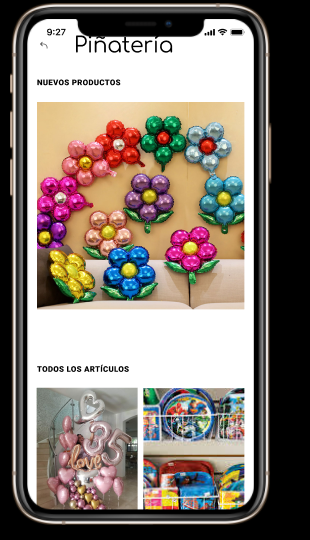 9:27
Piñatería
NUEVOS PRODUCTOS
TODOS LOS ARTÍCULOS
35
love